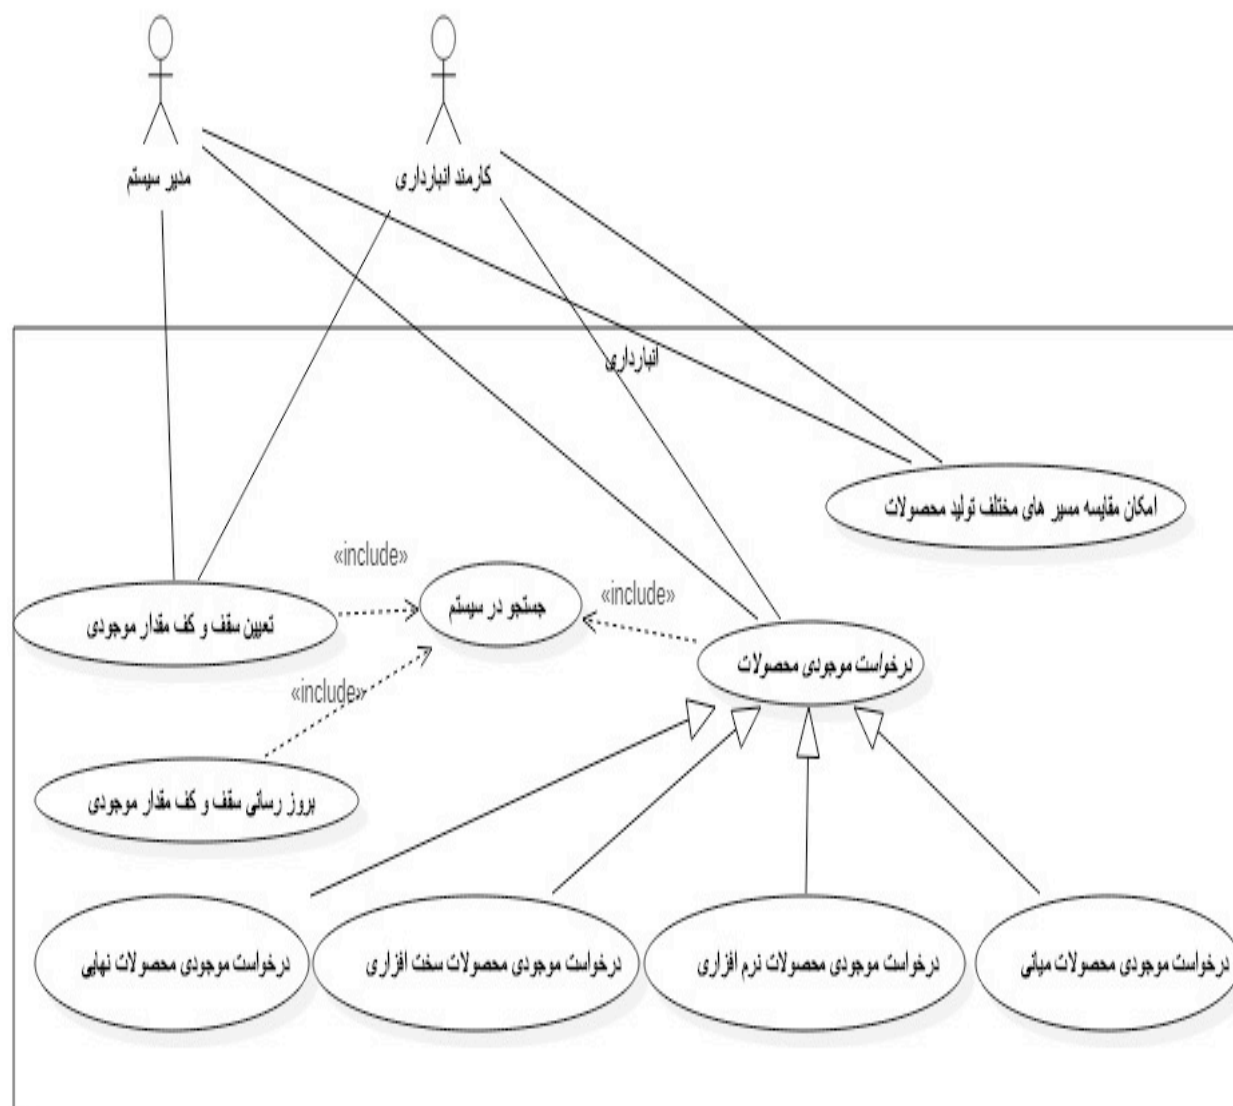 مدیر سیستم
کارمند انبارداری
انبارداری
امکان مقایسه مسیر های مختلف تولید محصولات
«include»
جستجو در سیستم
«include»
تعیین سقف و کف مقدار موجودی
درخواست موجودی محصولات
«include»
بروز رسانی سقف و کف مقدار موجودی
درخواست موجودی محصولات میانی
درخواست موجودی محصولات نرم افزاری
درخواست موجودی محصولات سخت افزاری
درخواست موجودی محصولات نهایی